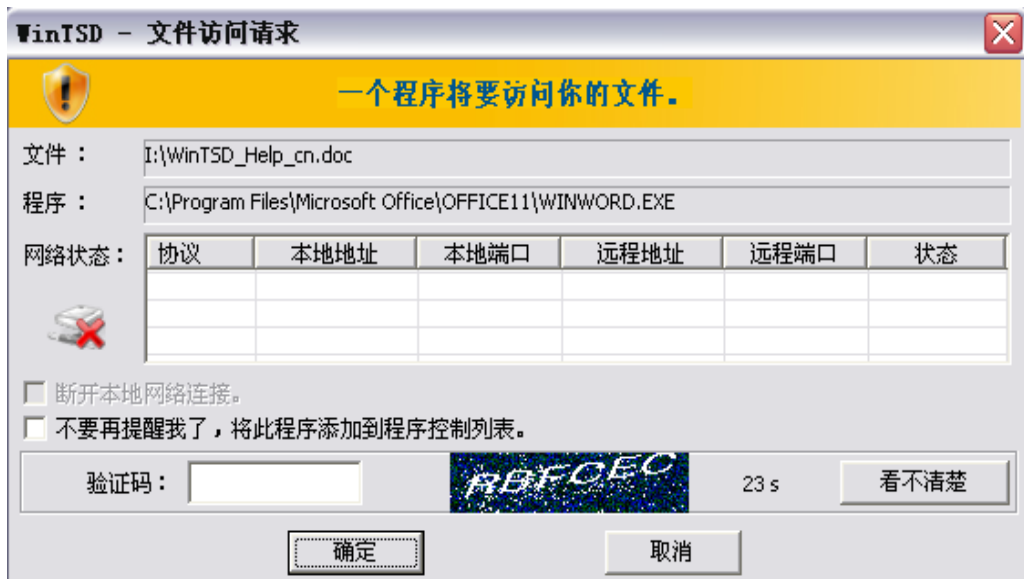 WinTSD - 文件访问请求
一个程序将要访问你的文件。
文件： I:\WinTSD_Help_cn.doc
程序： C:\Program Files\Microsoft Office\OFFICE11\WINWORD.EXE
网络状态： 协议 本地地址 本地端口 远程地址 远程端口 状态
断开本地网络连接。
不要再提醒我了，将此程序添加到程序控制列表。
验证码： RBFCEC 23 s 看不清楚
确定 取消